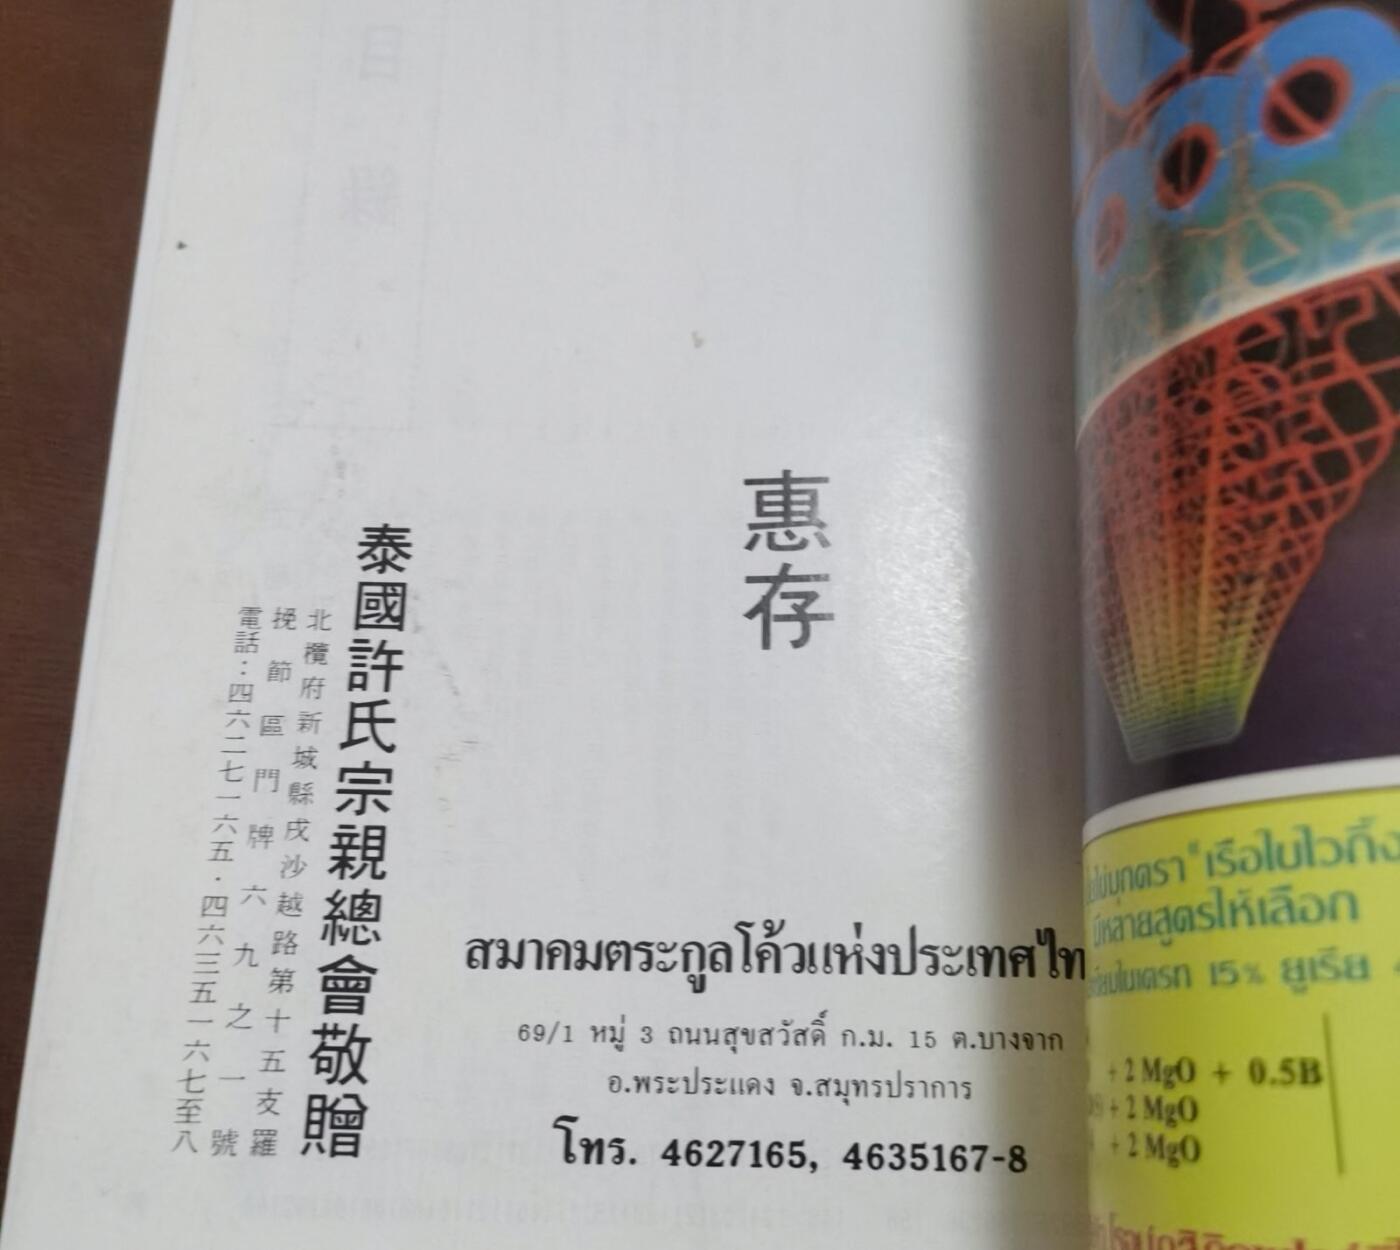 惠存
泰國許氏宗親總會敬贈
北欖府新城縣戌沙越路第十五支羅
挽節區門牌六九之一號
電話：四六二七一六五．四六三五一六七至八
สมาคมตระกูลโค้วแห่งประเทศไท
69/1 หมู่ 3 ถนนสุขสวัสดิ์ ก.ม. 15 ต.บางจาก
อ.พระประแดง จ.สมุทรปราการ
โทร. 4627165, 4635167-8
"เรือใบไวกิ้ง
มีหลายสูตรให้เลือก
15% ยูเรีย
+ 2 MgO + 0.5B
+ 2 MgO
+ 2 MgO